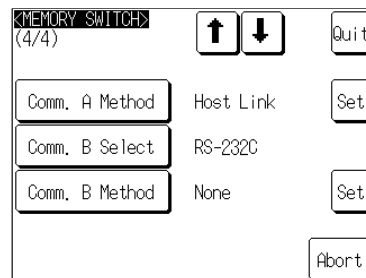 <MEMORY SWITCH>
(4/4)
Quit
Comm. A Method Host Link Set
Comm. B Select RS-232C
Comm. B Method None Set
Abort